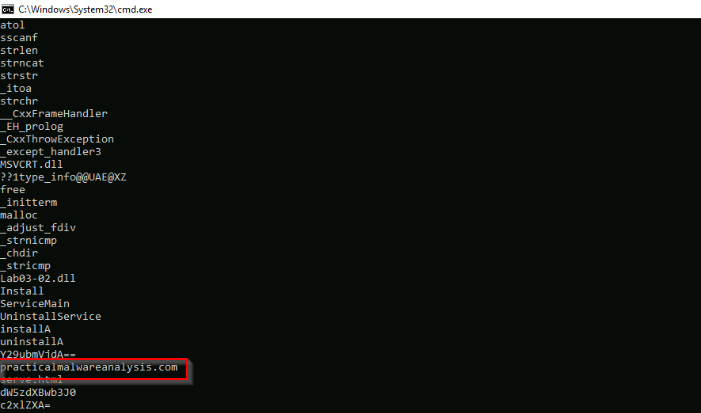 C:\Windows\System32\cmd.exe
atol
sscanf
strlen
strncat
strstr
_itoa
strchr
__CxxFrameHandler
_EH_prolog
_CxxThrowException
_except_handler3
MSVCRT.dll
??1type_info@@UAE@XZ
free
_initterm
malloc
_adjust_fdiv
_strnicmp
_chdir
_stricmp
Lab03-02.dll
Install
ServiceMain
UninstallService
installA
uninstallA
Y29ubmVjdA==
practicalmalwareanalysis.com
serve.html
dW5zdXBwb3J0
c2xlZXA=